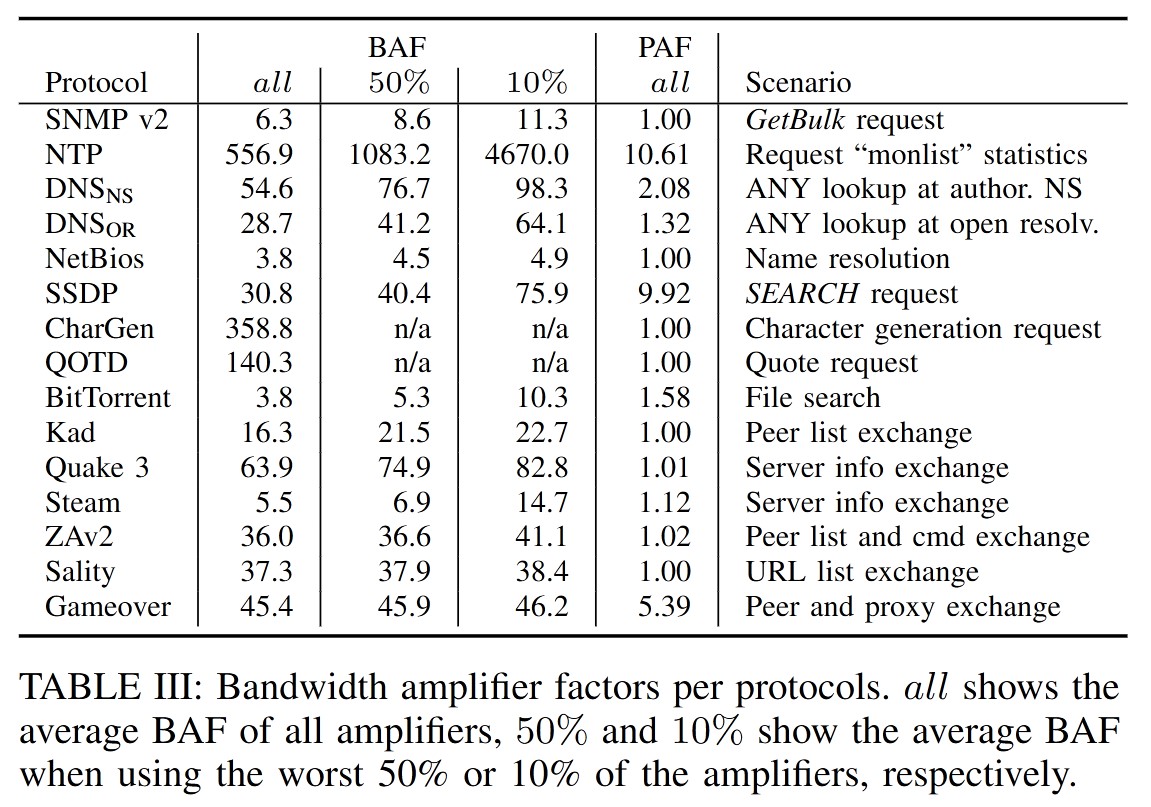 BAF PAF
Protocol all 50% 10% all Scenario
SNMP v2 6.3 8.6 11.3 1.00 GetBulk request
NTP 556.9 1083.2 4670.0 10.61 Request “monlist” statistics
DNSNS 54.6 76.7 98.3 2.08 ANY lookup at author. NS
DNSOR 28.7 41.2 64.1 1.32 ANY lookup at open resolv.
NetBios 3.8 4.5 4.9 1.00 Name resolution
SSDP 30.8 40.4 75.9 9.92 SEARCH request
CharGen 358.8 n/a n/a 1.00 Character generation request
QOTD 140.3 n/a n/a 1.00 Quote request
BitTorrent 3.8 5.3 10.3 1.58 File search
Kad 16.3 21.5 22.7 1.00 Peer list exchange
Quake 3 63.9 74.9 82.8 1.01 Server info exchange
Steam 5.5 6.9 14.7 1.12 Server info exchange
ZAv2 36.0 36.6 41.1 1.02 Peer list and cmd exchange
Sality 37.3 37.9 38.4 1.00 URL list exchange
Gameover 45.4 45.9 46.2 5.39 Peer and proxy exchange
TABLE III: Bandwidth amplifier factors per protocols. all shows the
average BAF of all amplifiers, 50% and 10% show the average BAF
when using the worst 50% or 10% of the amplifiers, respectively.